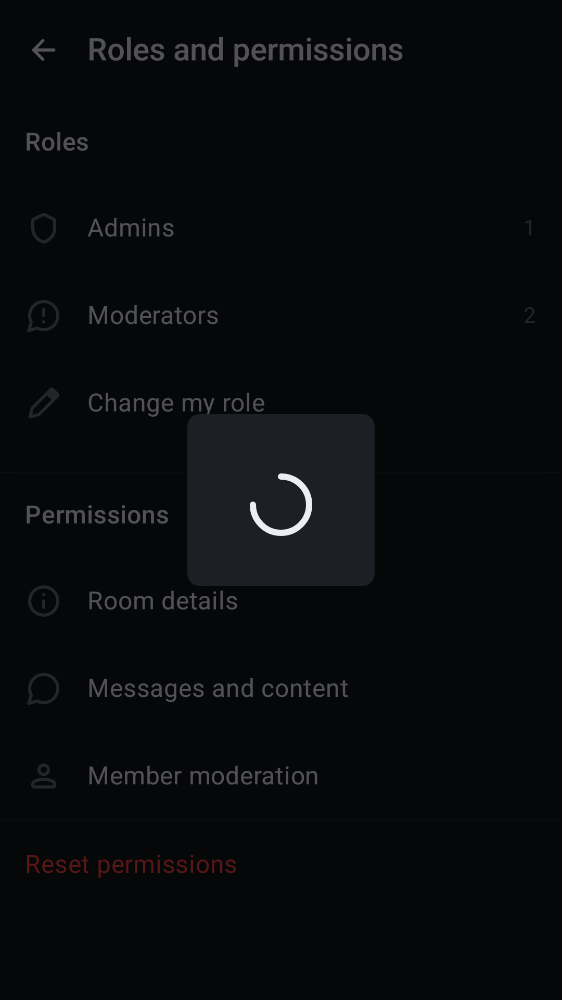 Roles and permissions
Roles
Admins 1
Moderators 2
Change my role
Permissions
Room details
Messages and content
Member moderation
Reset permissions